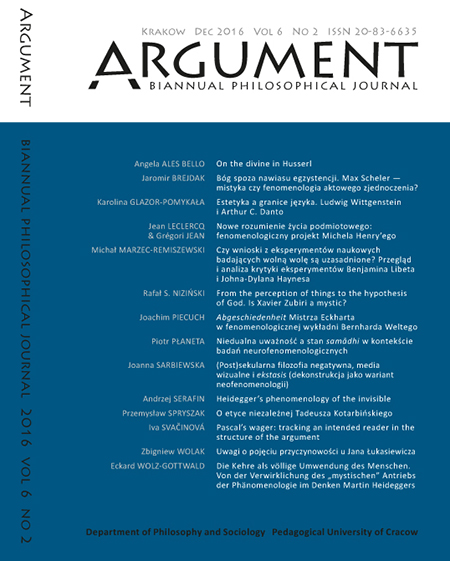 ARGUMENT BIANNUAL PHILOSOPHICAL JOURNAL 2016 VOL 6 NO 2
KRAKOW DEC 2016 VOL 6 NO 2 ISSN 20-83-6635
ARGUMENT
BIANNUAL PHILOSOPHICAL JOURNAL
Angela ALES BELLO On the divine in Husserl
Jaromir BREJDAK Bóg spoza nawiasu egzystencji. Max Scheler —
mistyka czy fenomenologia aktowego zjednoczenia?
Karolina GLAZOR-POMYKAŁA Estetyka a granice języka. Ludwig Wittgenstein
i Arthur C. Danto
Jean LECLERCQ Nowe rozumienie życia podmiotowego:
& Grégori JEAN fenomenologiczny projekt Michela Henry'ego
Michał MARZEC-REMISZEWSKI Czy wnioski z eksperymentów naukowych
badających wolną wolę są uzasadnione? Przegląd
i analiza krytyki eksperymentów Benjamina Libeta
i Johna-Dylana Haynesa
Rafał S. NIZIŃSKI From the perception of things to the hypothesis
of God. Is Xavier Zubiri a mystic?
Joachim PIECUCH Abgeschiedenheit Mistrza Eckharta
w fenomenologicznej wykładni Bernharda Weltego
Piotr PŁANETA Niedualna uważność a stan samādhi w kontekście
badań neurofenomenologicznych
Joanna SARBIEWSKA (Post)sekularna filozofia negatywna, media
wizualne i ekstasis (dekonstrukcja jako wariant
neofenomenologii)
Andrzej SERAFIN Heidegger's phenomenology of the invisible
Przemysław SPRYSZAK O etyce niezależnej Tadeusza Kotarbińskiego
Iva SVAČINOVÁ Pascal's wager: tracking an intended reader in the
structure of the argument
Zbigniew WOLAK Uwagi o pojęciu przyczynowości u Jana Łukasiewicza
Eckard WOLZ-GOTTWALD Die Kehre als völlige Umwendung des Menschen.
Von der Verwirklichung des „mystischen" Antriebs
der Phänomenologie im Denken Martin Heideggers
Department of Philosophy and Sociology Pedagogical University of Cracow